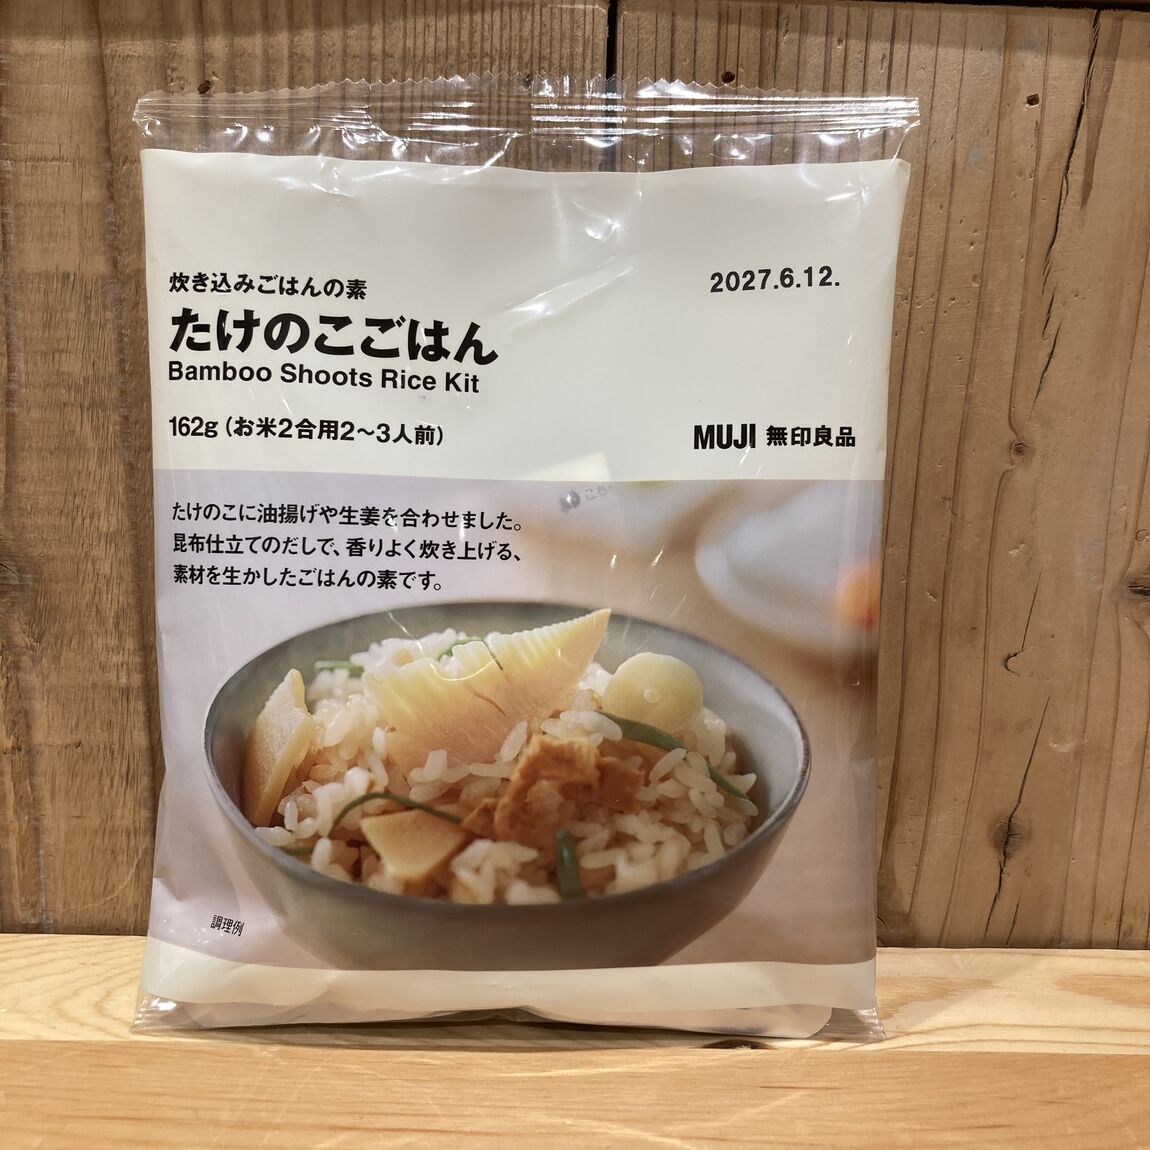 炊き込みごはんの素
たけのこごはん
Bamboo Shoots Rice Kit
162g（お米2合用2～3人前）
2027.6.12.
MUJI 無印良品
たけのこに油揚げや生姜を合わせました。
昆布仕立てのだしで、香りよく炊き上げる、
素材を生かしたごはんの素です。
調理例